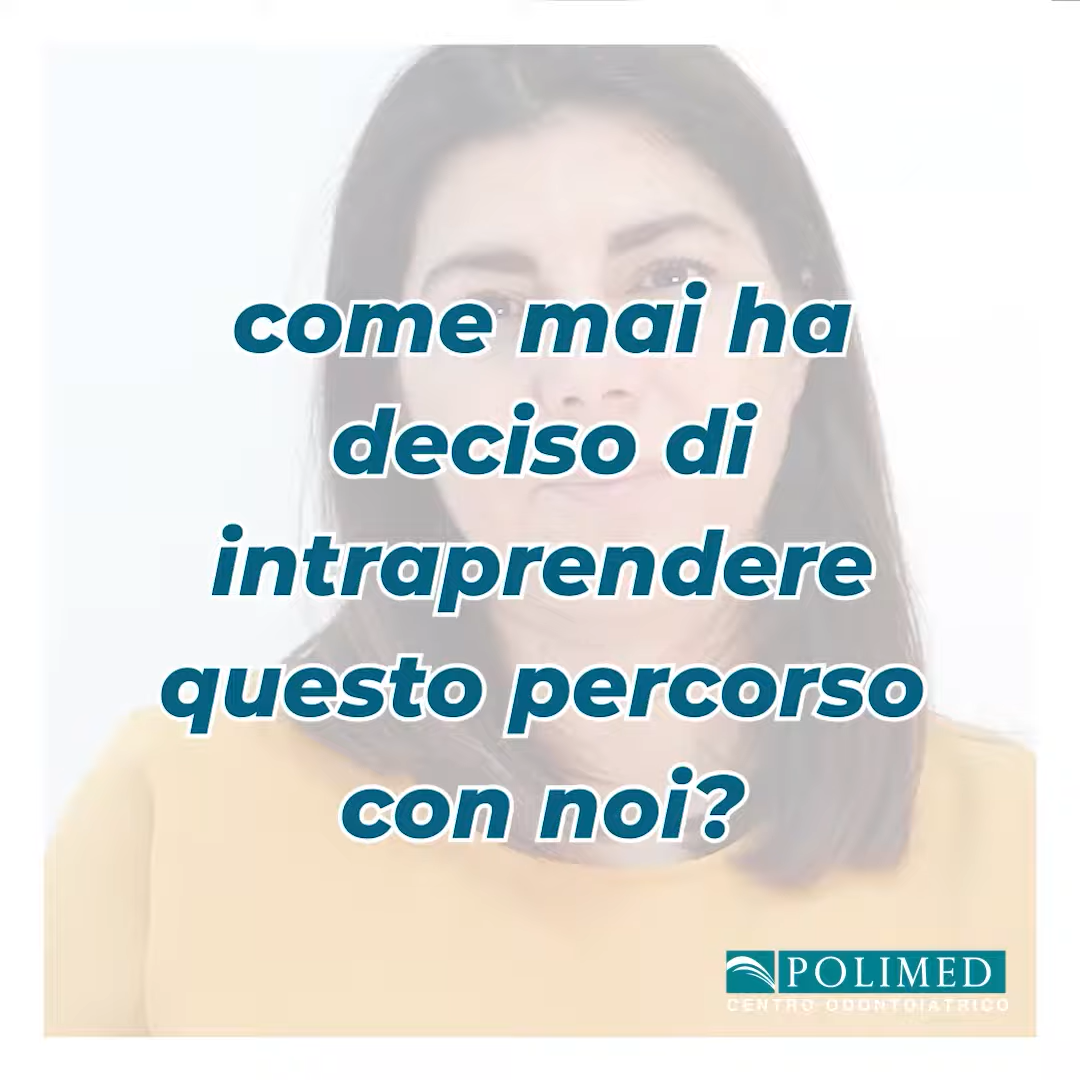 come mai ha
deciso di
intraprendere
questo percorso
con noi?
POLIMED
CENTRO ODONTOIATRICO